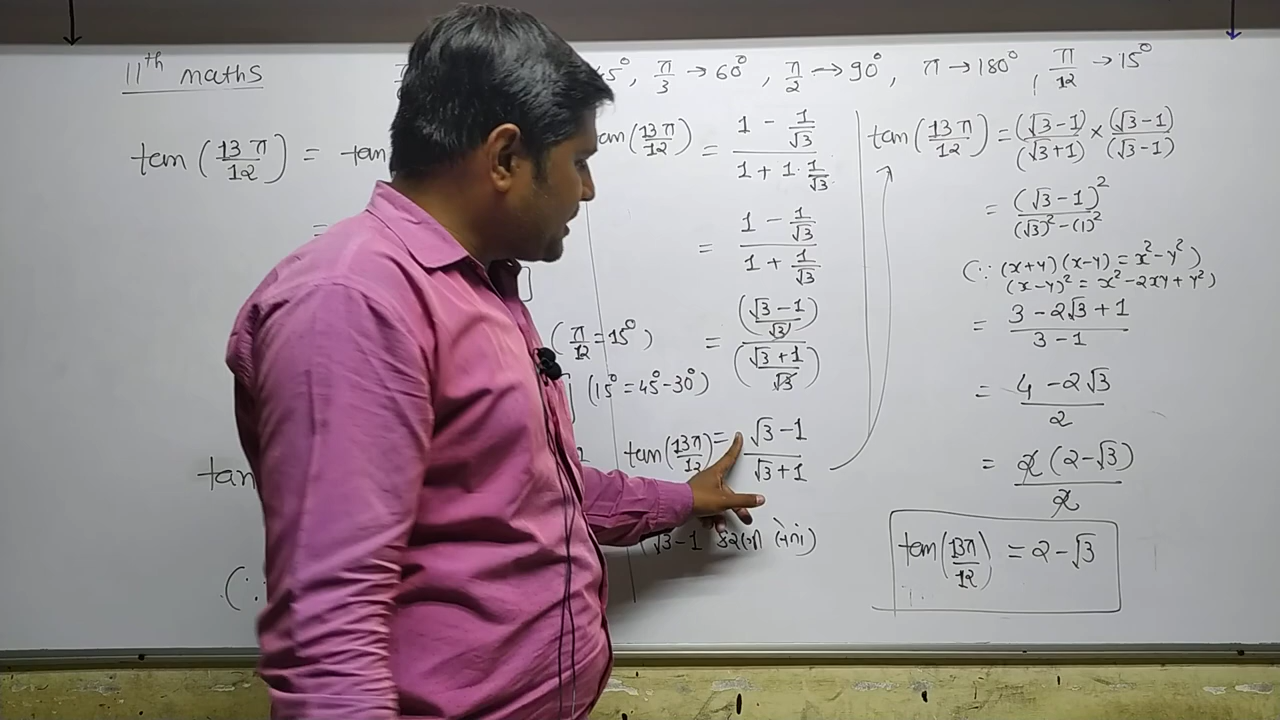 11th maths
5°, π/3 → 60°, π/2 → 90°, π → 180°, π/12 → 15°
tan (13π/12) = tan
=
]
(π/12 = 15°)
] (15° = 45° - 30°)
tan
(∵
tan (13π/12) = (1 - 1/√3) / (1 + 1·1/√3)
= (1 - 1/√3) / (1 + 1/√3)
= ((√3 - 1)/√3) / ((√3 + 1)/√3)
tan (13π/12) = (√3 - 1)/(√3 + 1)
(√3 - 1
tan (13π/12) = (√3 - 1)/(√3 + 1) × (√3 - 1)/(√3 - 1)
= (√3 - 1)² / ((√3)² - (1)²)
(∵ (x+y) (x-y) = x² - y²)
(x-y)² = x² - 2xy + y²)
= (3 - 2√3 + 1)/(3 - 1)
= (4 - 2√3)/2
= 2 (2 - √3)/2
tan (13π/12) = 2 - √3